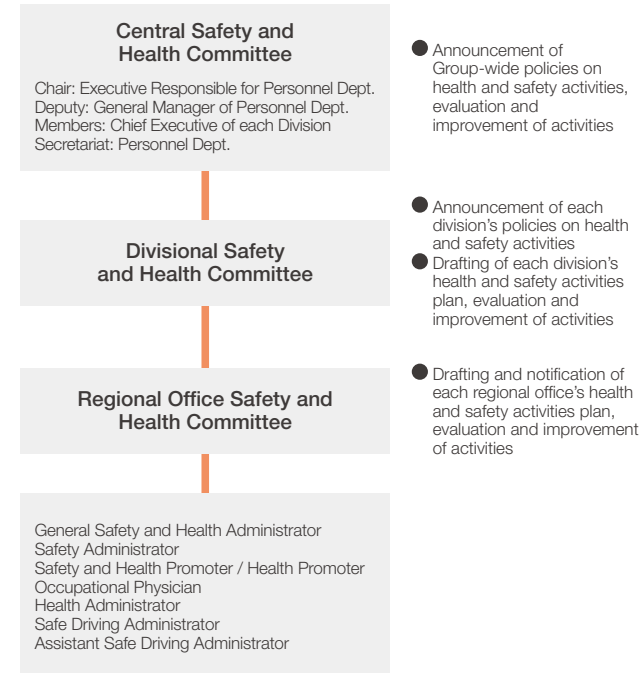 Central Safety and
Health Committee
Chair: Executive Responsible for Personnel Dept.
Deputy: General Manager of Personnel Dept.
Members: Chief Executive of each Division
Secretariat: Personnel Dept.
● Announcement of
Group-wide policies on
health and safety activities,
evaluation and
improvement of activities
Divisional Safety
and Health Committee
● Announcement of each
division’s policies on health
and safety activities
● Drafting of each division’s
health and safety activities
plan, evaluation and
improvement of activities
Regional Office Safety and
Health Committee
● Drafting and notification of
each regional office’s health
and safety activities plan,
evaluation and improvement
of activities
General Safety and Health Administrator
Safety Administrator
Safety and Health Promoter / Health Promoter
Occupational Physician
Health Administrator
Safe Driving Administrator
Assistant Safe Driving Administrator